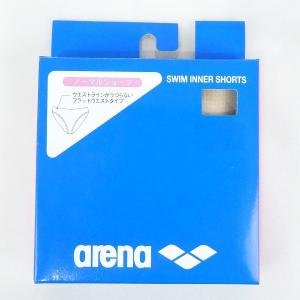 SWIM INNER SHORTS
ノーマルショーツ
ウエストラインがうつらない
フラットウエストタイプ
arena